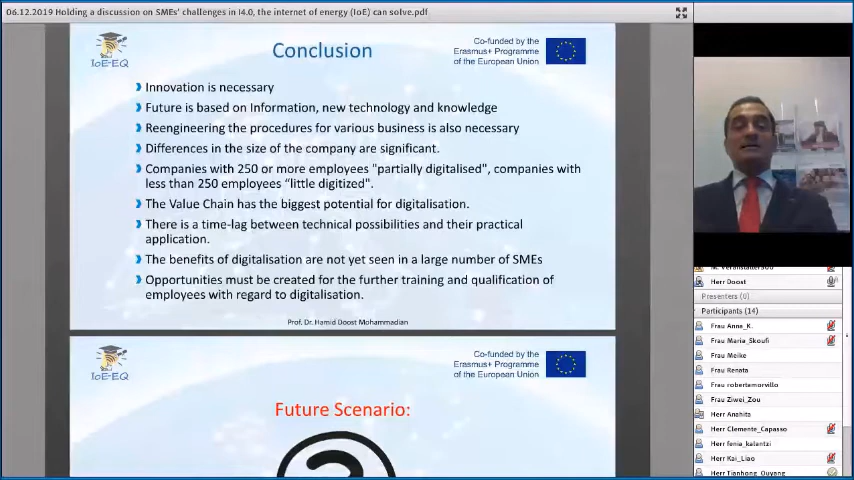 06.12.2019 Holding a discussion on SMEs' challenges in I4.0, the internet of energy (IoE) can solve.pdf
IoE-EQ
Conclusion
Co-funded by the
Erasmus+ Programme
of the European Union
Innovation is necessary
Future is based on Information, new technology and knowledge
Reengineering the procedures for various business is also necessary
Differences in the size of the company are significant.
Companies with 250 or more employees "partially digitalised", companies with
less than 250 employees “little digitized".
The Value Chain has the biggest potential for digitalisation.
There is a time-lag between technical possibilities and their practical
application.
The benefits of digitalisation are not yet seen in a large number of SMEs
Opportunities must be created for the further training and qualification of
employees with regard to digitalisation.
Prof. Dr. Hamid Doost Mohammadian
IoE-EQ
Co-funded by the
Erasmus+ Programme
of the European Union
Future Scenario:
Herr Doost
Presenters (0)
Participants (14)
Frau Anna_K.
Frau Maria_Skoufi
Frau Meike
Frau Renata
Frau robertamorvillo
Frau Ziwei_Zou
Herr Anahita
Herr Clemente_Capasso
Herr fenia_kalantzi
Herr Kai_Liao
Herr Tianhong_Ouyang